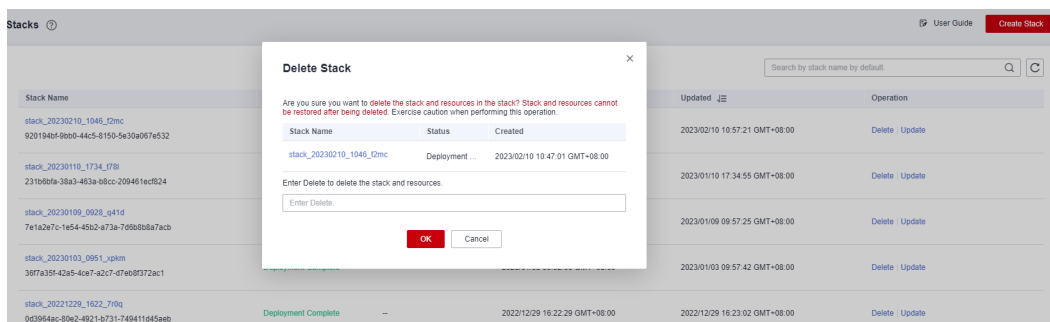 Stacks
User Guide
Create Stack
Search by stack name by default.
Stack Name
Updated
Operation
stack_20230210_1046_f2mc
920194bf-9bb0-44c5-8150-5e30a067e532
2023/02/10 10:57:21 GMT+08:00
Delete | Update
stack_20230110_1734_t78l
231b6bfa-38a3-463a-b8cc-209461ecf824
2023/01/10 17:34:55 GMT+08:00
Delete | Update
stack_20230109_0928_q41d
7e1a2e7c-1e54-45b2-a73a-7d6b8b8a7acb
2023/01/09 09:57:25 GMT+08:00
Delete | Update
stack_20230103_0951_xpkm
36f7a35f-42a5-4ce7-a2c7-d7eb8f372ac1
2023/01/03 09:57:42 GMT+08:00
Delete | Update
stack_20221229_1622_7r0q
0d3964ac-80e2-4921-b731-749411d45aeb
Deployment Complete
--
2022/12/29 16:22:29 GMT+08:00
2022/12/29 16:23:02 GMT+08:00
Delete | Update
Delete Stack
Are you sure you want to delete the stack and resources in the stack? Stack and resources cannot
be restored after being deleted. Exercise caution when performing this operation.
Stack Name
Status
Created
stack_20230210_1046_f2mc
Deployment ...
2023/02/10 10:47:01 GMT+08:00
Enter Delete to delete the stack and resources.
Enter Delete.
OK
Cancel